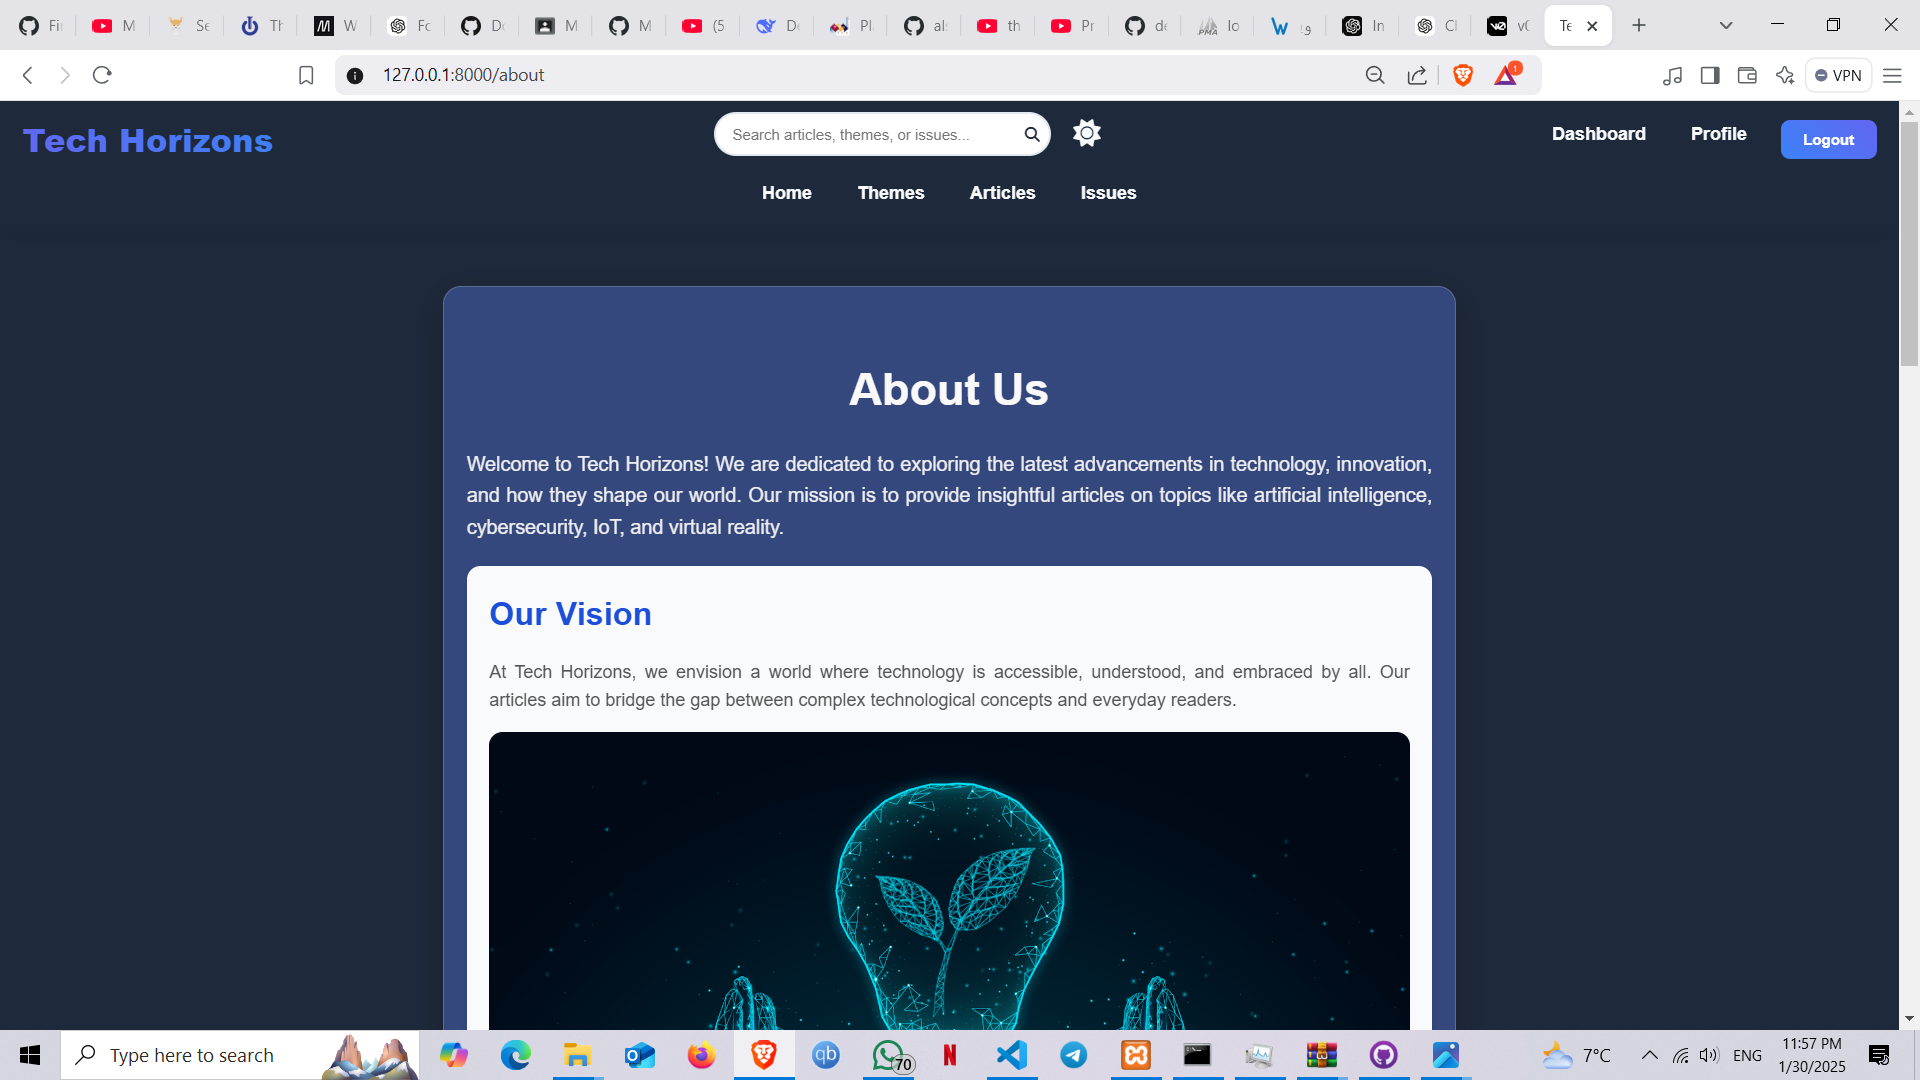 Fi
M
Se
Th
W
Fc
De
M
M
(5
De
Pl
al
th
Pr
de
lo
In
Cl
v0
Te
127.0.0.1:8000/about
1
VPN
Tech Horizons
Search articles, themes, or issues...
Dashboard
Profile
Logout
Home
Themes
Articles
Issues
About Us
Welcome to Tech Horizons! We are dedicated to exploring the latest advancements in technology, innovation,
and how they shape our world. Our mission is to provide insightful articles on topics like artificial intelligence,
cybersecurity, IoT, and virtual reality.
Our Vision
At Tech Horizons, we envision a world where technology is accessible, understood, and embraced by all. Our
articles aim to bridge the gap between complex technological concepts and everyday readers.
Type here to search
70
7°C
ENG
11:57 PM
1/30/2025